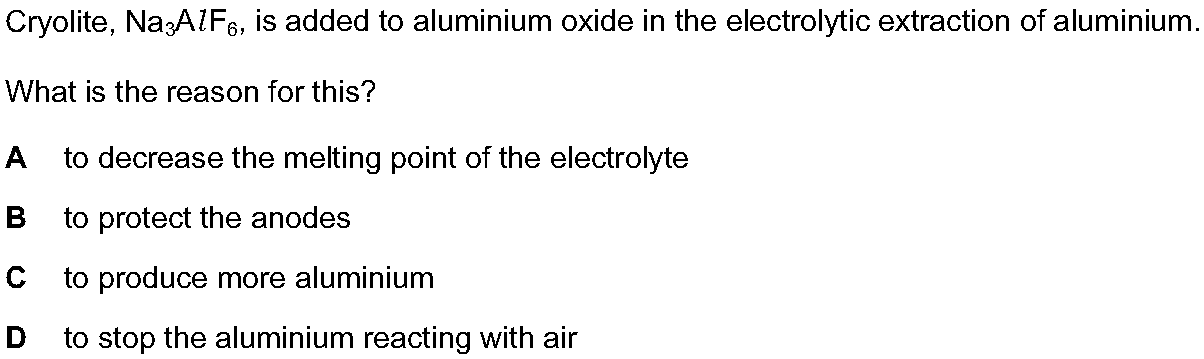 Cryolite, Na₃AlF₆, is added to aluminium oxide in the electrolytic extraction of aluminium.
What is the reason for this?
A to decrease the melting point of the electrolyte
B to protect the anodes
C to produce more aluminium
D to stop the aluminium reacting with air